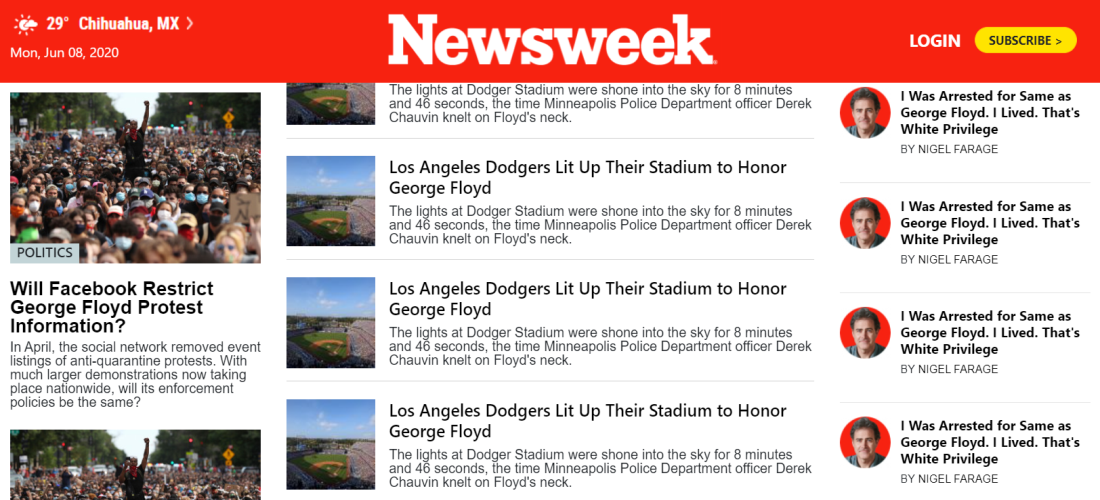 29° Chihuahua, MX >
Mon, Jun 08, 2020
Newsweek
LOGIN
SUBSCRIBE >
POLITICS
Will Facebook Restrict
George Floyd Protest
Information?
In April, the social network removed event
listings of anti-quarantine protests. With
much larger demonstrations now taking
place nationwide, will its enforcement
policies be the same?
The lights at Dodger Stadium were shone into the sky for 8 minutes
and 46 seconds, the time Minneapolis Police Department officer Derek
Chauvin knelt on Floyd's neck.
Los Angeles Dodgers Lit Up Their Stadium to Honor
George Floyd
The lights at Dodger Stadium were shone into the sky for 8 minutes
and 46 seconds, the time Minneapolis Police Department officer Derek
Chauvin knelt on Floyd's neck.
Los Angeles Dodgers Lit Up Their Stadium to Honor
George Floyd
The lights at Dodger Stadium were shone into the sky for 8 minutes
and 46 seconds, the time Minneapolis Police Department officer Derek
Chauvin knelt on Floyd's neck.
Los Angeles Dodgers Lit Up Their Stadium to Honor
George Floyd
The lights at Dodger Stadium were shone into the sky for 8 minutes
and 46 seconds, the time Minneapolis Police Department officer Derek
Chauvin knelt on Floyd's neck.
I Was Arrested for Same as
George Floyd. I Lived. That's
White Privilege
BY NIGEL FARAGE
I Was Arrested for Same as
George Floyd. I Lived. That's
White Privilege
BY NIGEL FARAGE
I Was Arrested for Same as
George Floyd. I Lived. That's
White Privilege
BY NIGEL FARAGE
I Was Arrested for Same as
George Floyd. I Lived. That's
White Privilege
BY NIGEL FARAGE